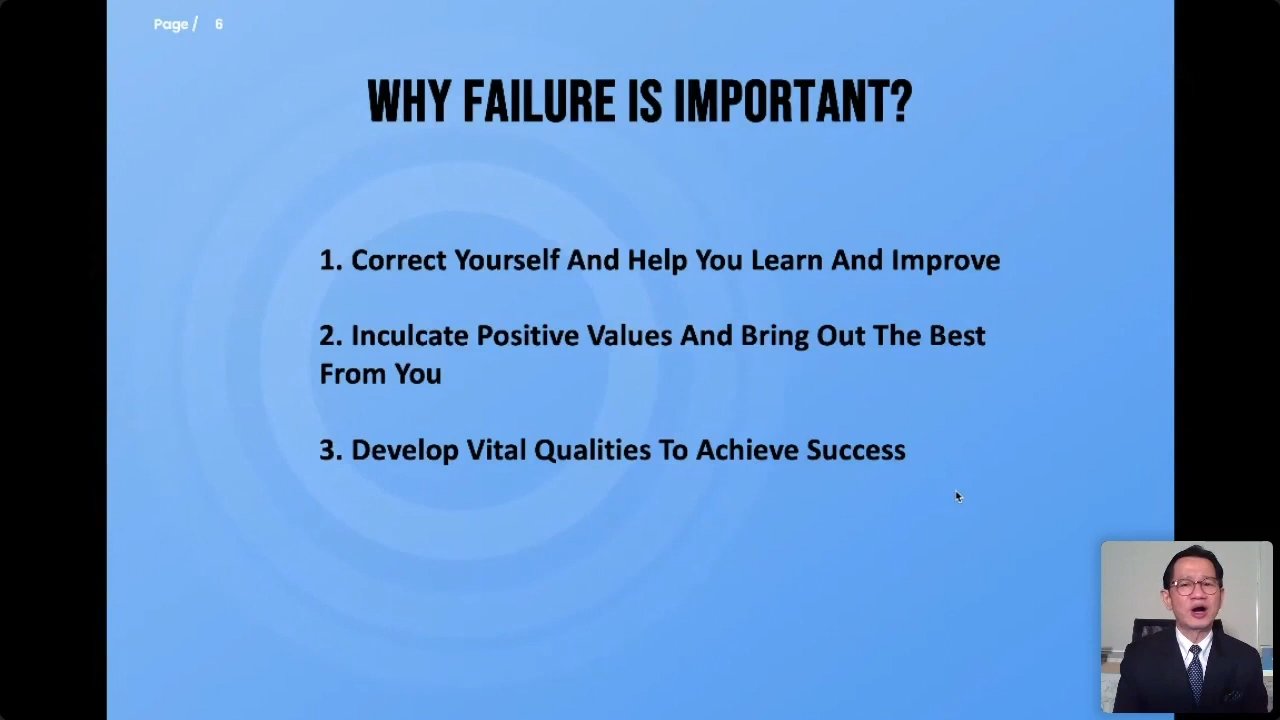 Page / 6
WHY FAILURE IS IMPORTANT?
1. Correct Yourself And Help You Learn And Improve
2. Inculcate Positive Values And Bring Out The Best
From You
3. Develop Vital Qualities To Achieve Success